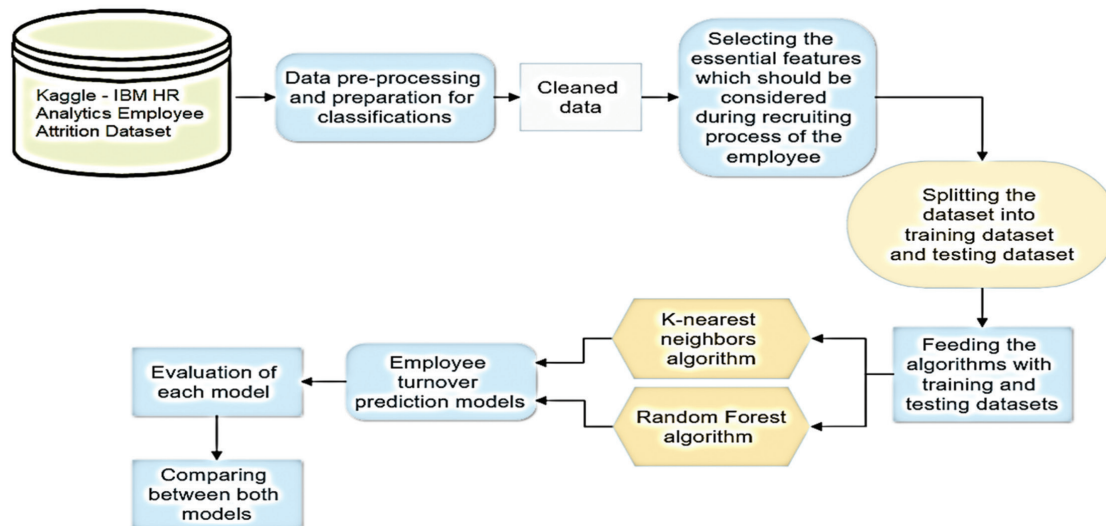 Kaggle - IBM HR
Analytics Employee
Attrition Dataset
Data pre-processing
and preparation for
classifications
Cleaned
data
Selecting the
essential features
which should be
considered
during recruiting
process of the
employee
Splitting the
dataset into
training dataset
and testing dataset
Feeding the
algorithms with
training and
testing datasets
K-nearest
neighbors
algorithm
Random Forest
algorithm
Employee
turnover
prediction models
Evaluation of
each model
Comparing
between both
models